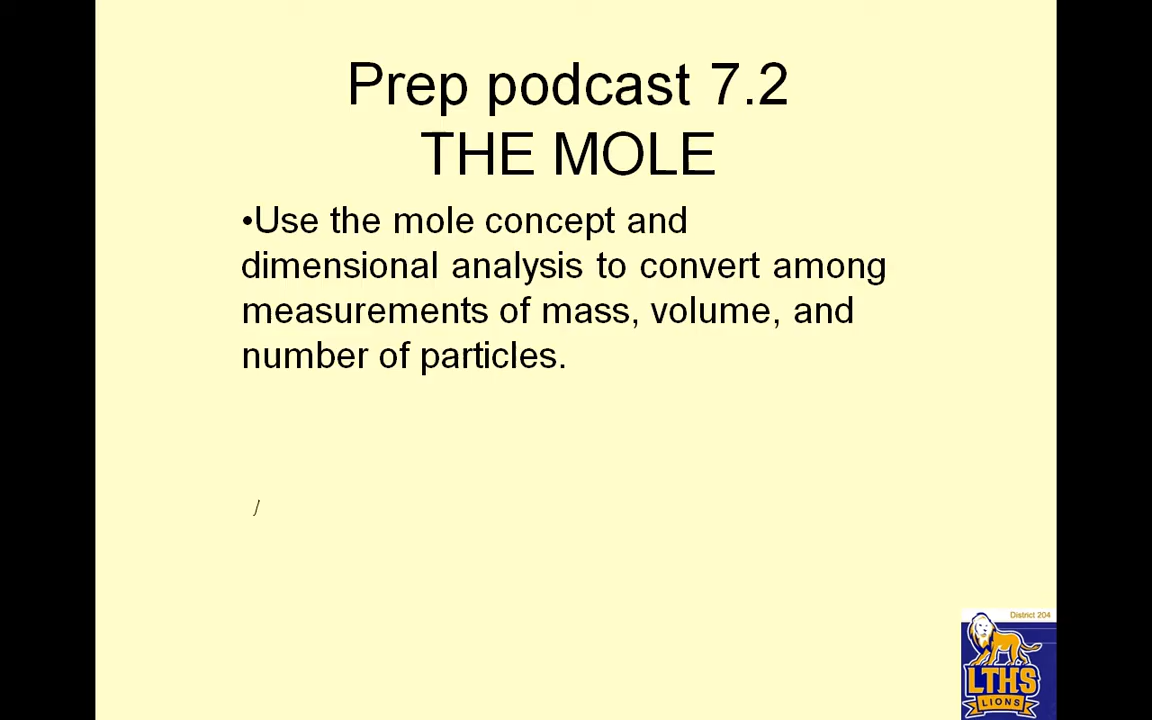 Prep podcast 7.2
THE MOLE
•Use the mole concept and
dimensional analysis to convert among
measurements of mass, volume, and
number of particles.
/
District 204
LTHS
LIONS